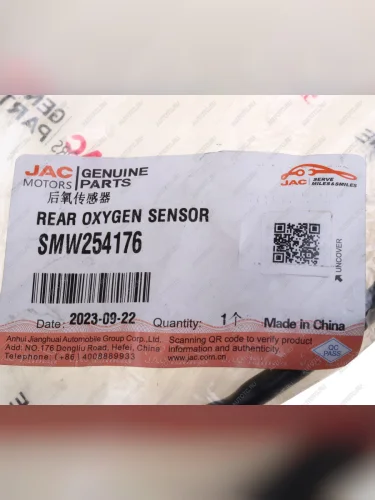 JAC MOTORS
GENUINE PARTS
JAC
SERVE
MILES&SMILES
后氧传感器
REAR OXYGEN SENSOR
SMW254176
UNCOVER
Date: 2023-09-22 Quantity: 1个 Made in China
Anhui Jianghuai Automobile Group Corp., Ltd.
Add. NO.176 Dongliu Road, Hefei, China
Telephone: (+86)4008889933
Scanning QR code to verify product
information and authenticity.
www.jac.com.cn
QC
PASS